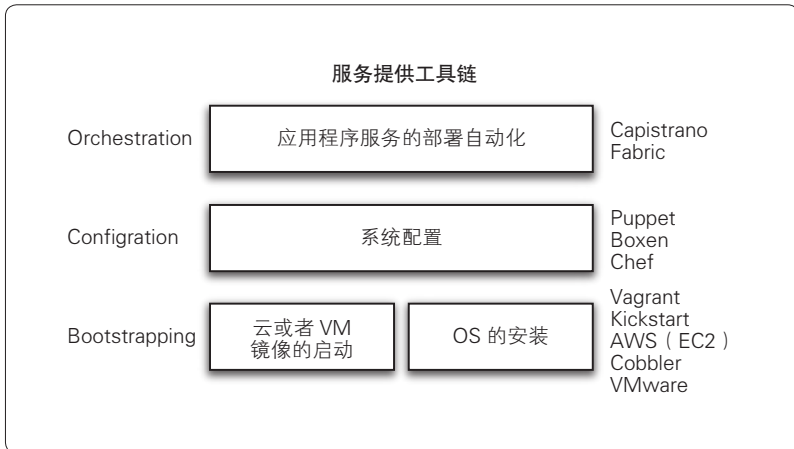 服务提供工具链
Orchestration
应用程序服务的部署自动化
Capistrano
Fabric
Configration
系统配置
Puppet
Boxen
Chef
Bootstrapping
云或者 VM
镜像的启动
OS 的安装
Vagrant
Kickstart
AWS（EC2）
Cobbler
VMware